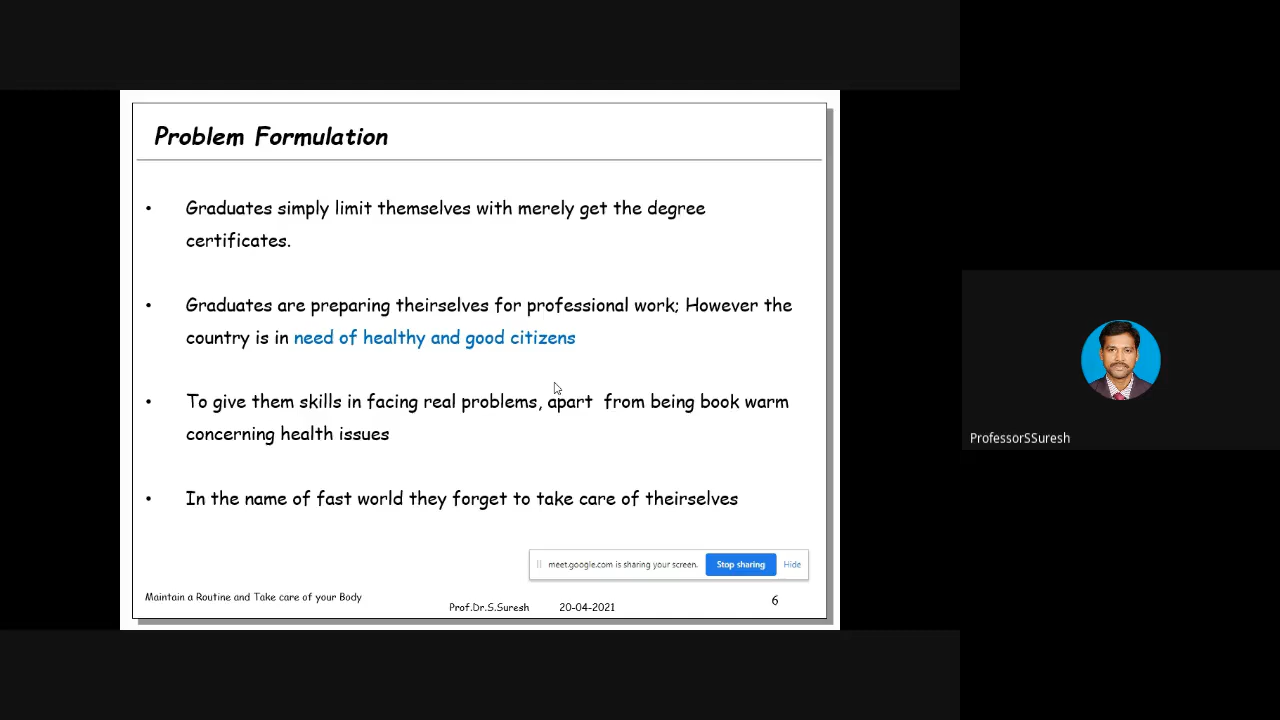 Problem Formulation
• Graduates simply limit themselves with merely get the degree
certificates.
• Graduates are preparing theirselves for professional work; However the
country is in need of healthy and good citizens
• To give them skills in facing real problems, apart from being book warm
concerning health issues
• In the name of fast world they forget to take care of theirselves
meet.google.com is sharing your screen. Stop sharing Hide
Maintain a Routine and Take care of your Body
Prof.Dr.S.Suresh 20-04-2021
6
ProfessorSSuresh